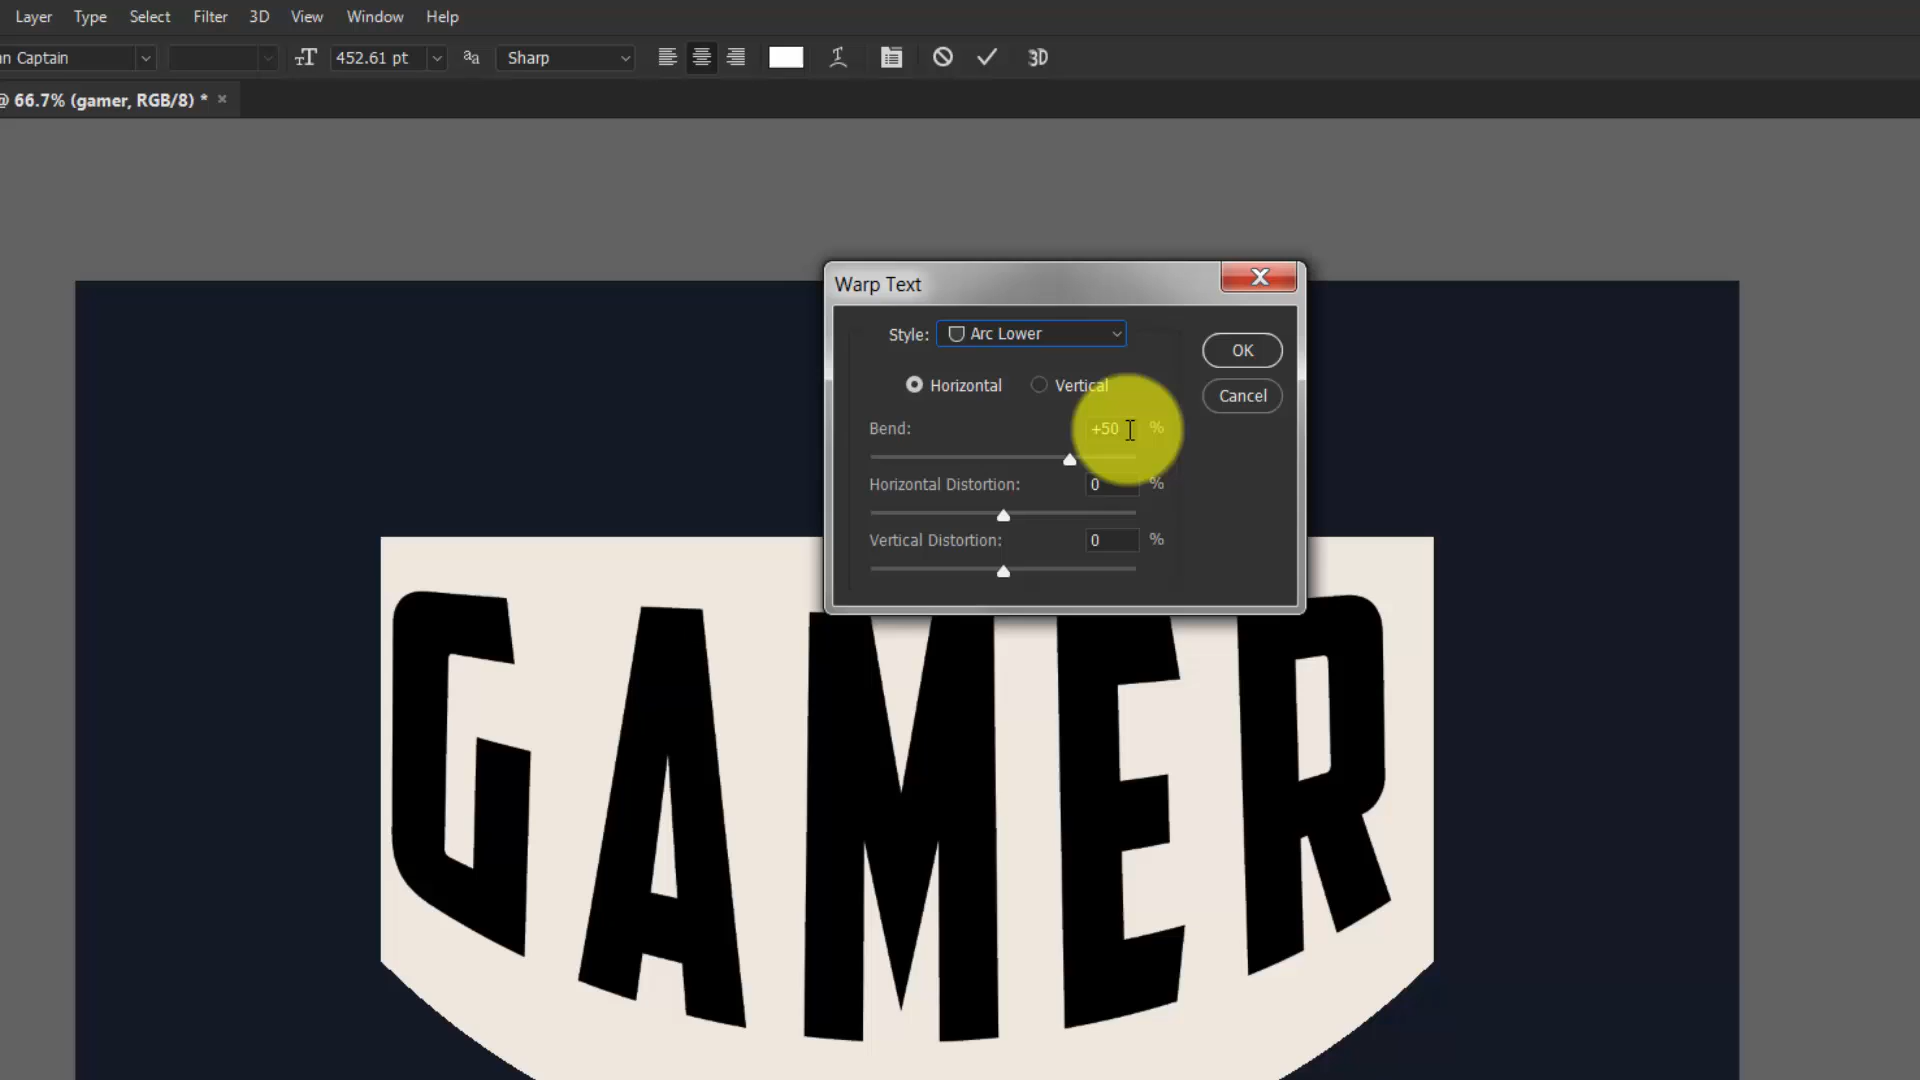 Layer Type Select Filter 3D View Window Help
n Captain 452.61 pt aa Sharp 3D
@ 66.7% (gamer, RGB/8) * ×
Warp Text
Style: Arc Lower
OK
Horizontal Vertical
Cancel
Bend: +50 %
Horizontal Distortion: 0 %
Vertical Distortion: 0 %
GAMER